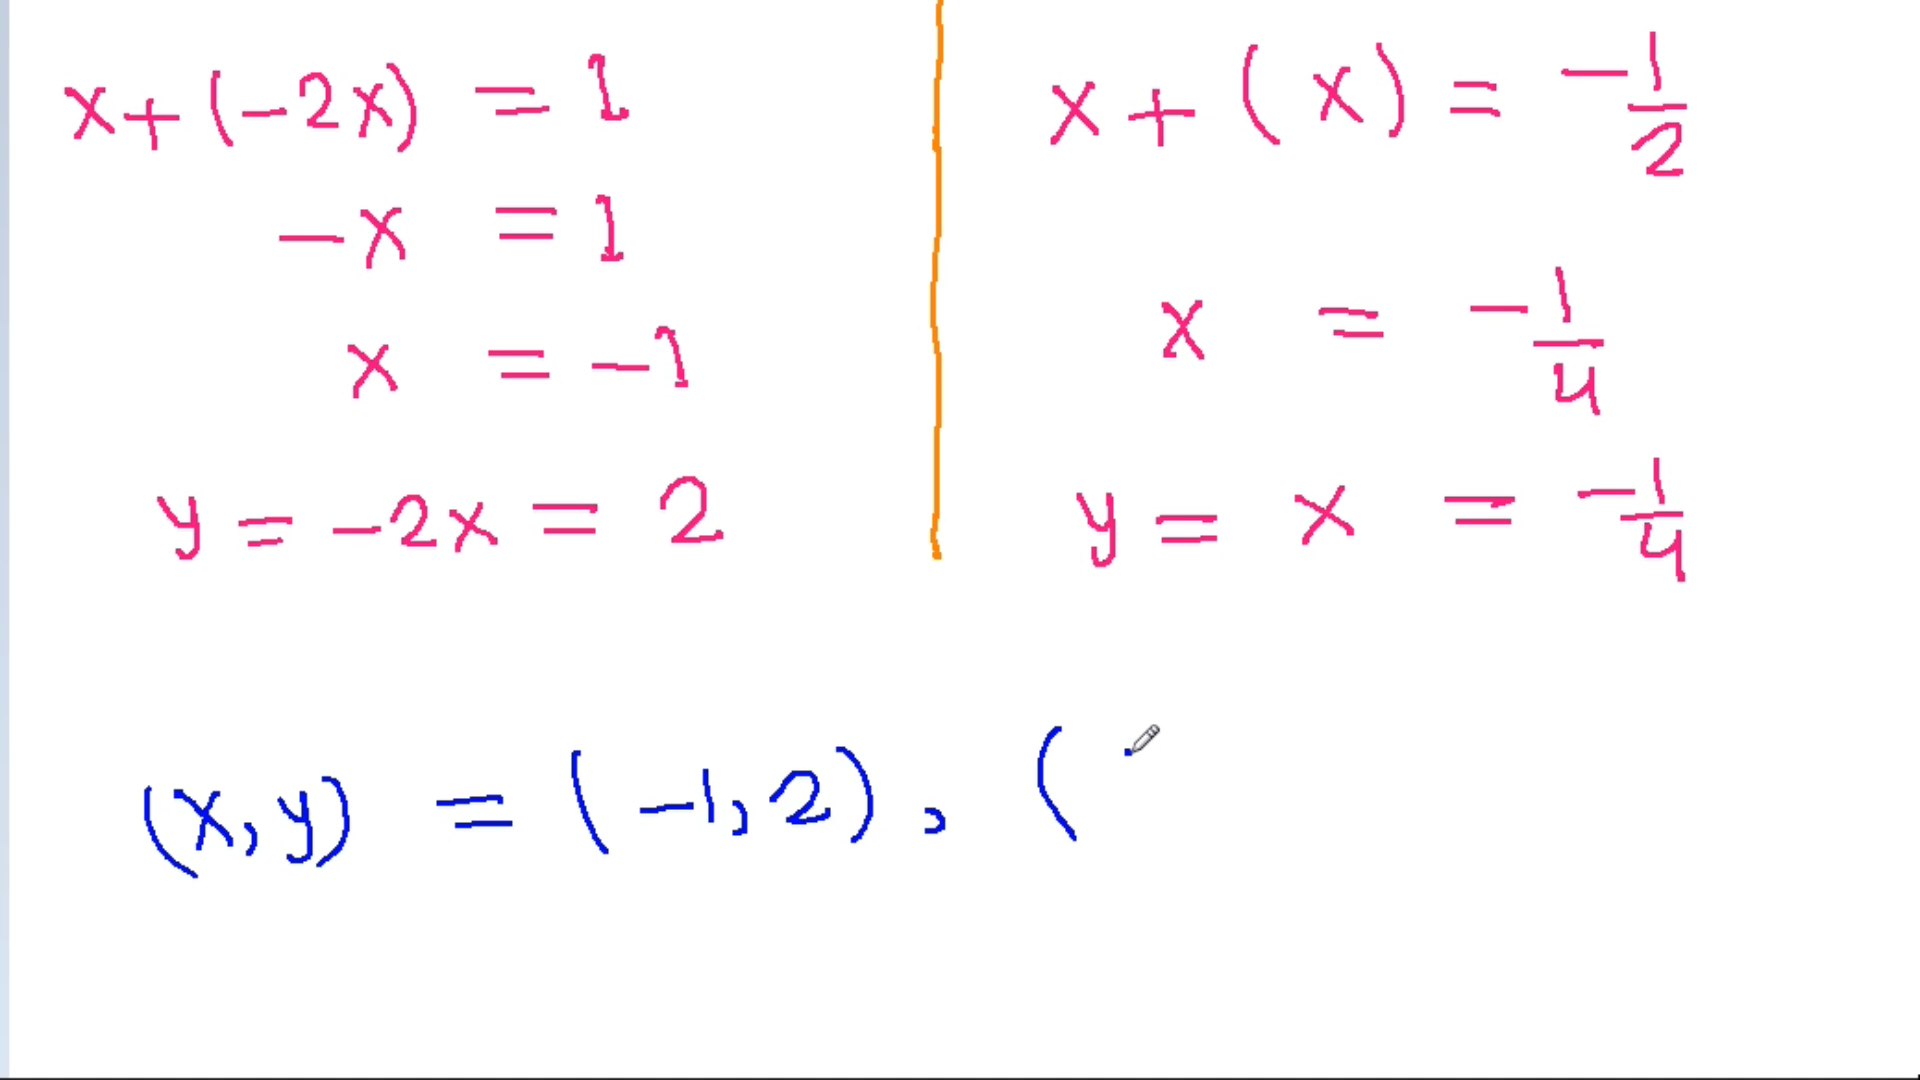 x+(-2x) = 1
-x = 1
x = -1
y = -2x = 2
x+(x) = -1/2
x = -1/4
y = x = -1/4
(x,y) = (-1,2), (